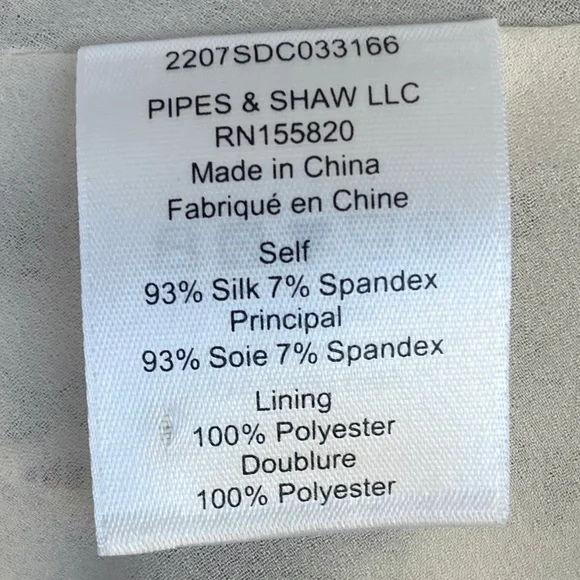 2207SDC033166
PIPES & SHAW LLC
RN155820
Made in China
Fabriqué en Chine
Self
93% Silk 7% Spandex
Principal
93% Soie 7% Spandex
Lining
100% Polyester
Doublure
100% Polyester